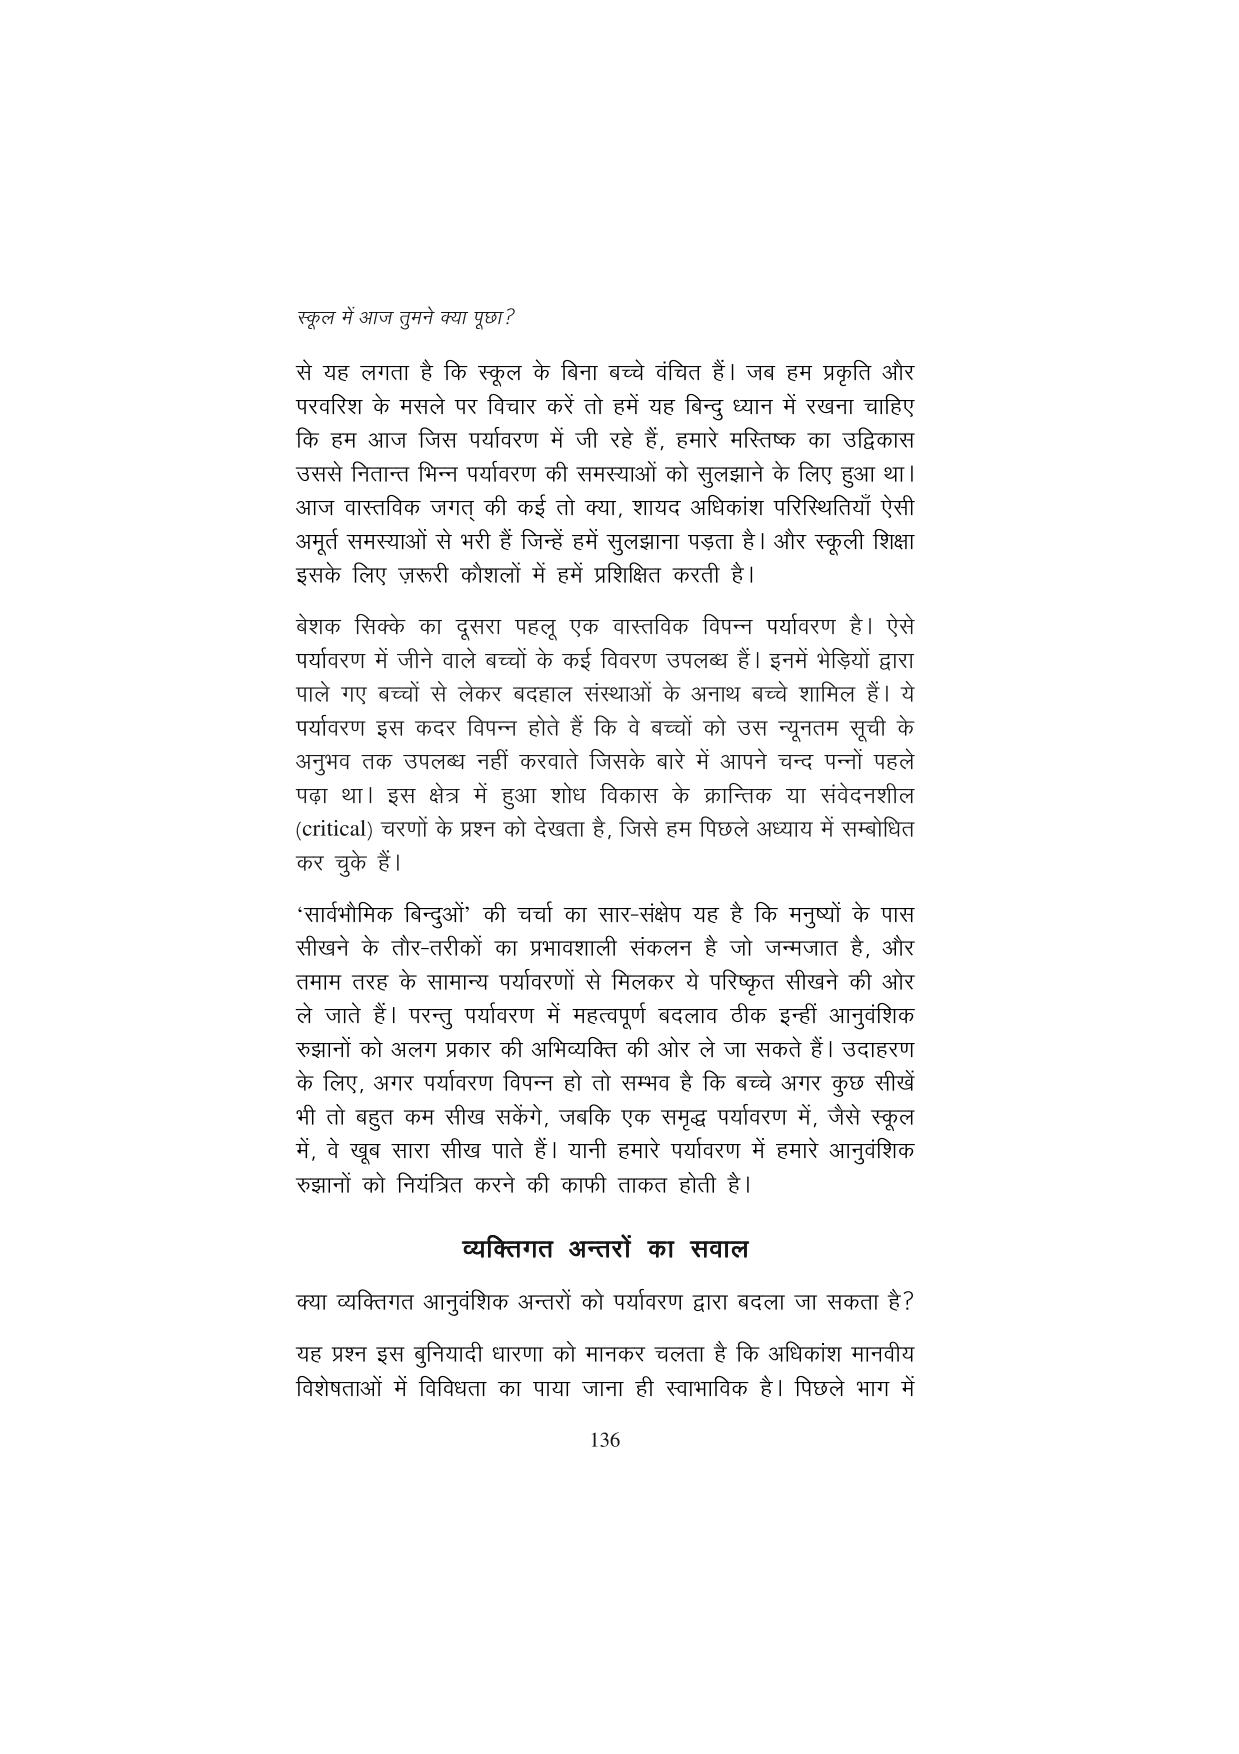 स्कूल में आज तुमने क्या पूछा?
से यह लगता है कि स्कूल के बिना बच्चे वंचित हैं। जब हम प्रकृति और
परवरिश के मसले पर विचार करें तो हमें यह बिन्दु ध्यान में रखना चाहिए
कि हम आज जिस पर्यावरण में जी रहे हैं, हमारे मस्तिष्क का उद्विकास
उससे नितान्त भिन्न पर्यावरण की समस्याओं को सुलझाने के लिए हुआ था।
आज वास्तविक जगत् की कई तो क्या, शायद अधिकांश परिस्थितियाँ ऐसी
अमूर्त समस्याओं से भरी हैं जिन्हें हमें सुलझाना पड़ता है। और स्कूली शिक्षा
इसके लिए ज़रूरी कौशलों में हमें प्रशिक्षित करती है।
बेशक सिक्के का दूसरा पहलू एक वास्तविक विपन्न पर्यावरण है। ऐसे
पर्यावरण में जीने वाले बच्चों के कई विवरण उपलब्ध हैं। इनमें भेड़ियों द्वारा
पाले गए बच्चों से लेकर बदहाल संस्थाओं के अनाथ बच्चे शामिल हैं। ये
पर्यावरण इस कदर विपन्न होते हैं कि वे बच्चों को उस न्यूनतम सूची के
अनुभव तक उपलब्ध नहीं करवाते जिसके बारे में आपने चन्द पन्नों पहले
पढ़ा था। इस क्षेत्र में हुआ शोध विकास के क्रान्तिक या संवेदनशील
(critical) चरणों के प्रश्न को देखता है, जिसे हम पिछले अध्याय में सम्बोधित
कर चुके हैं।
‘सार्वभौमिक बिन्दुओं’ की चर्चा का सार-संक्षेप यह है कि मनुष्यों के पास
सीखने के तौर-तरीकों का प्रभावशाली संकलन है जो जन्मजात है, और
तमाम तरह के सामान्य पर्यावरणों से मिलकर ये परिष्कृत सीखने की ओर
ले जाते हैं। परन्तु पर्यावरण में महत्वपूर्ण बदलाव ठीक इन्हीं आनुवंशिक
रुझानों को अलग प्रकार की अभिव्यक्ति की ओर ले जा सकते हैं। उदाहरण
के लिए, अगर पर्यावरण विपन्न हो तो सम्भव है कि बच्चे अगर कुछ सीखें
भी तो बहुत कम सीख सकेंगे, जबकि एक समृद्ध पर्यावरण में, जैसे स्कूल
में, वे खूब सारा सीख पाते हैं। यानी हमारे पर्यावरण में हमारे आनुवंशिक
रुझानों को नियंत्रित करने की काफी ताकत होती है।
व्यक्तिगत अन्तरों का सवाल
क्या व्यक्तिगत आनुवंशिक अन्तरों को पर्यावरण द्वारा बदला जा सकता है?
यह प्रश्न इस बुनियादी धारणा को मानकर चलता है कि अधिकांश मानवीय
विशेषताओं में विविधता का पाया जाना ही स्वाभाविक है। पिछले भाग में
136